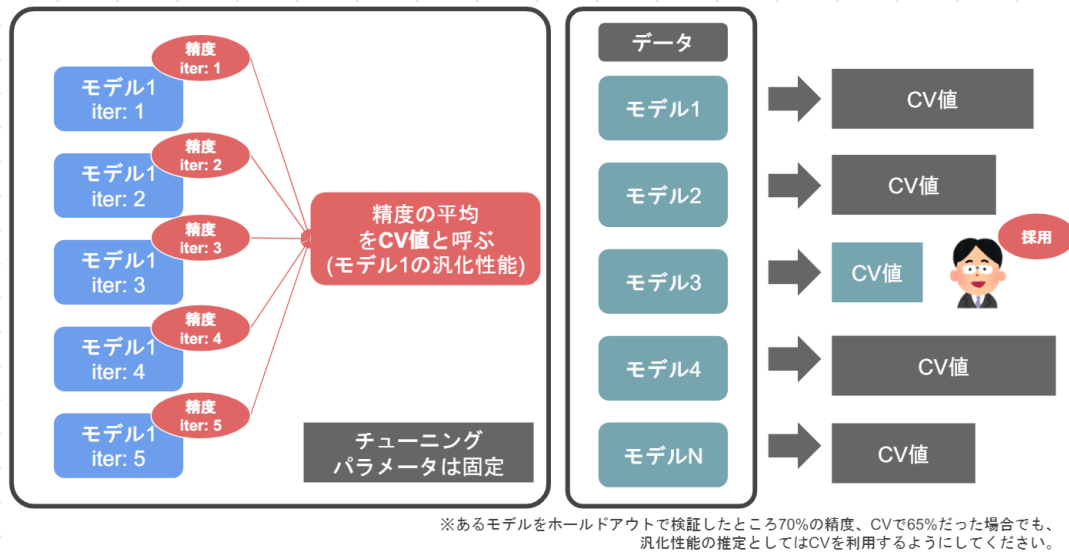 精度
iter: 1
モデル1
iter: 1
精度
iter: 2
モデル1
iter: 2
精度
iter: 3
モデル1
iter: 3
精度
iter: 4
モデル1
iter: 4
精度
iter: 5
モデル1
iter: 5
精度の平均
をCV値と呼ぶ
(モデル1の汎化性能)
チューニング
パラメータは固定
データ
モデル1
CV値
モデル2
CV値
モデル3
CV値
採用
モデル4
CV値
モデルN
CV値
※あるモデルをホールドアウトで検証したところ70%の精度、CVで65%だった場合でも、
汎化性能の推定としてはCVを利用するようにしてください。